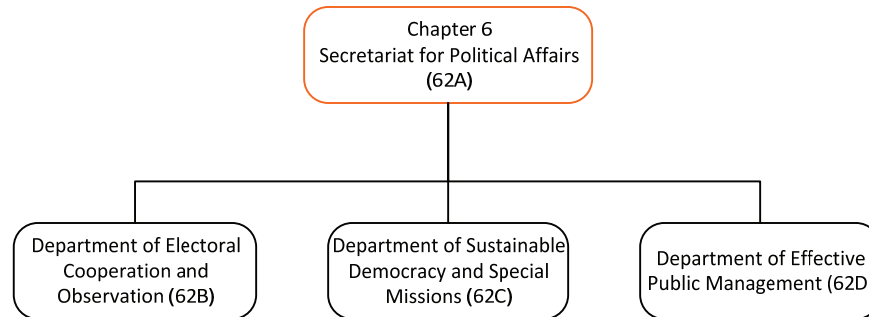 Chapter 6
Secretariat for Political Affairs
(62A)
Department of Electoral
Cooperation and
Observation (62B)
Department of Sustainable
Democracy and Special
Missions (62C)
Department of Effective
Public Management (62D